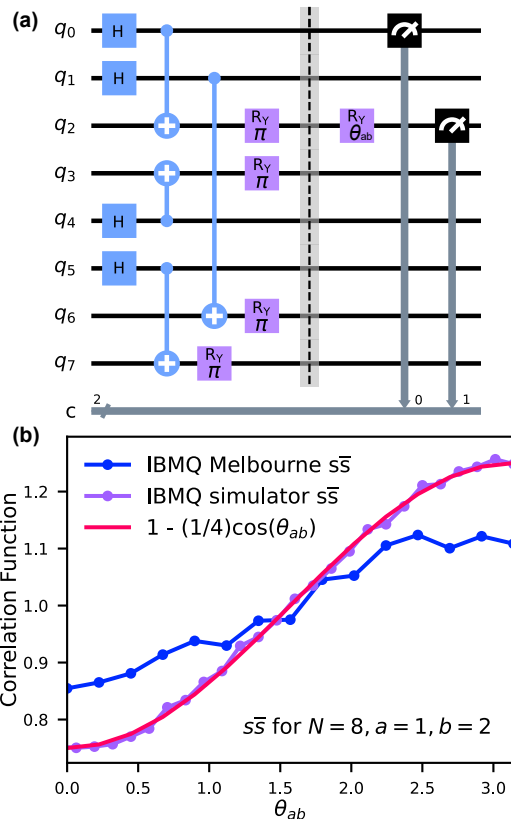 (a)
q0
H
q1
H
q2
RY π
RY θab
q3
RY π
q4
H
q5
H
q6
RY π
q7
RY π
c
2
0
1
(b)
IBMQ Melbourne ss̅
IBMQ simulator ss̅
1 - (1/4)cos(θab)
Correlation Function
1.2
1.1
1.0
0.9
0.8
ss̅ for N = 8, a = 1, b = 2
0.0 0.5 1.0 1.5 2.0 2.5 3.0
θab